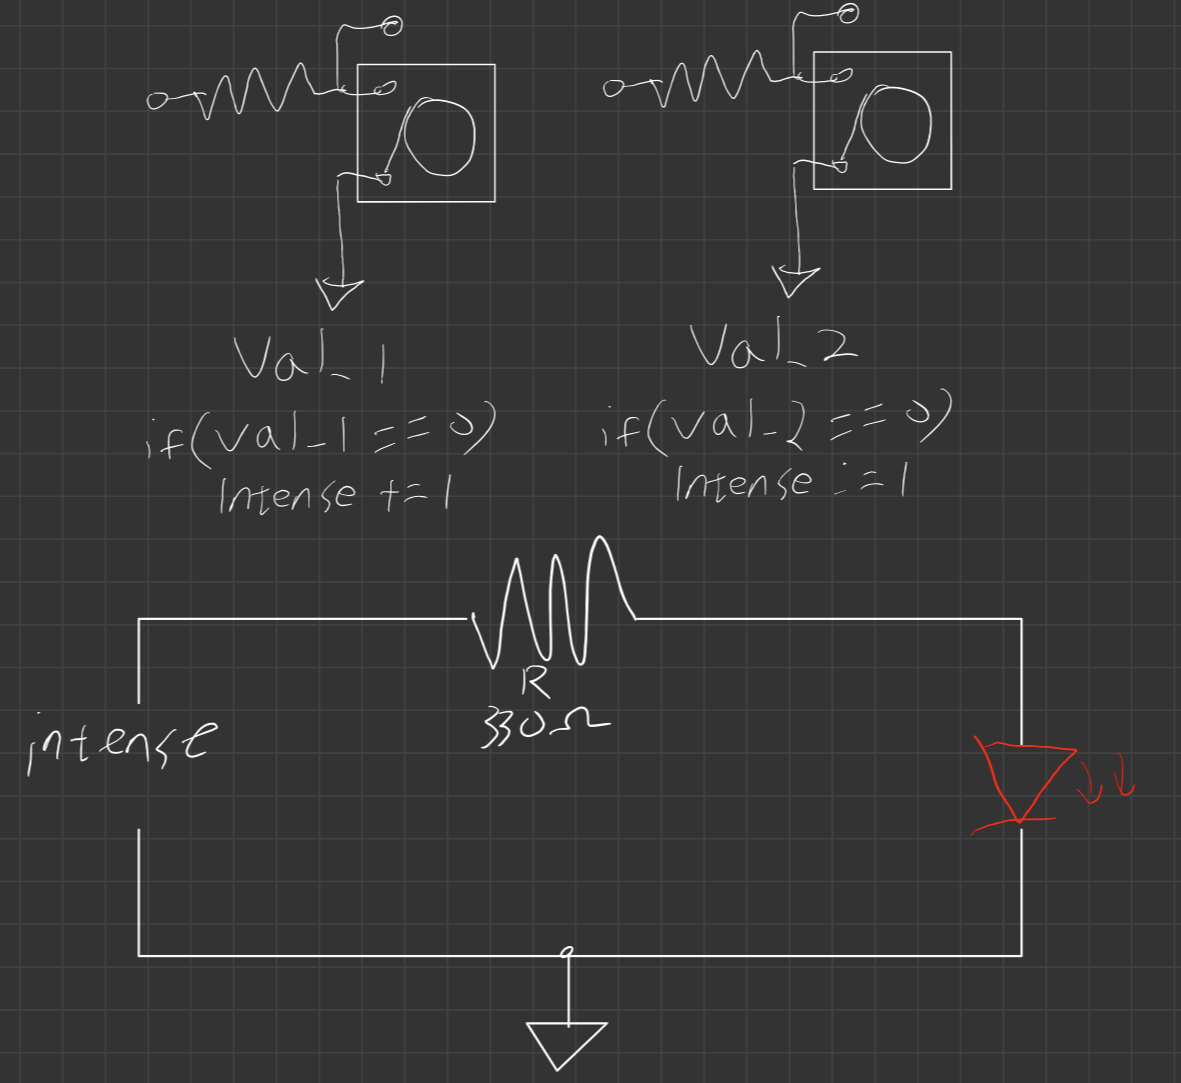 Val_1
if(val_1 == 0)
Intense += 1
Val_2
if(val_2 == 0)
Intense -= 1
R
330Ω
intense